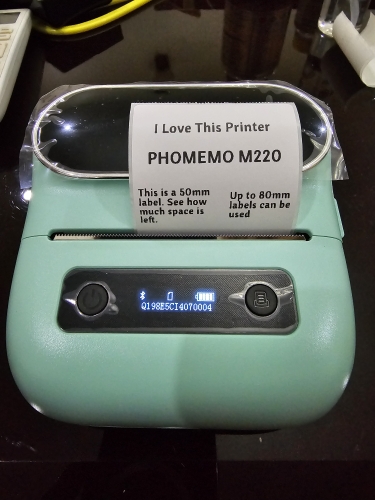 I Love This Printer
PHOMEMO M220
This is a 50mm
label. See how
much space is
left.
Up to 80mm
labels can be
used
Q198E5CI4070004